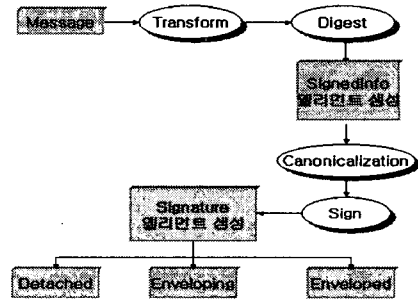 Message
Transform
Digest
SignedInfo
엘리먼트 생성
Canonicalization
Signature
엘리먼트 생성
Sign
Detached
Enveloping
Enveloped